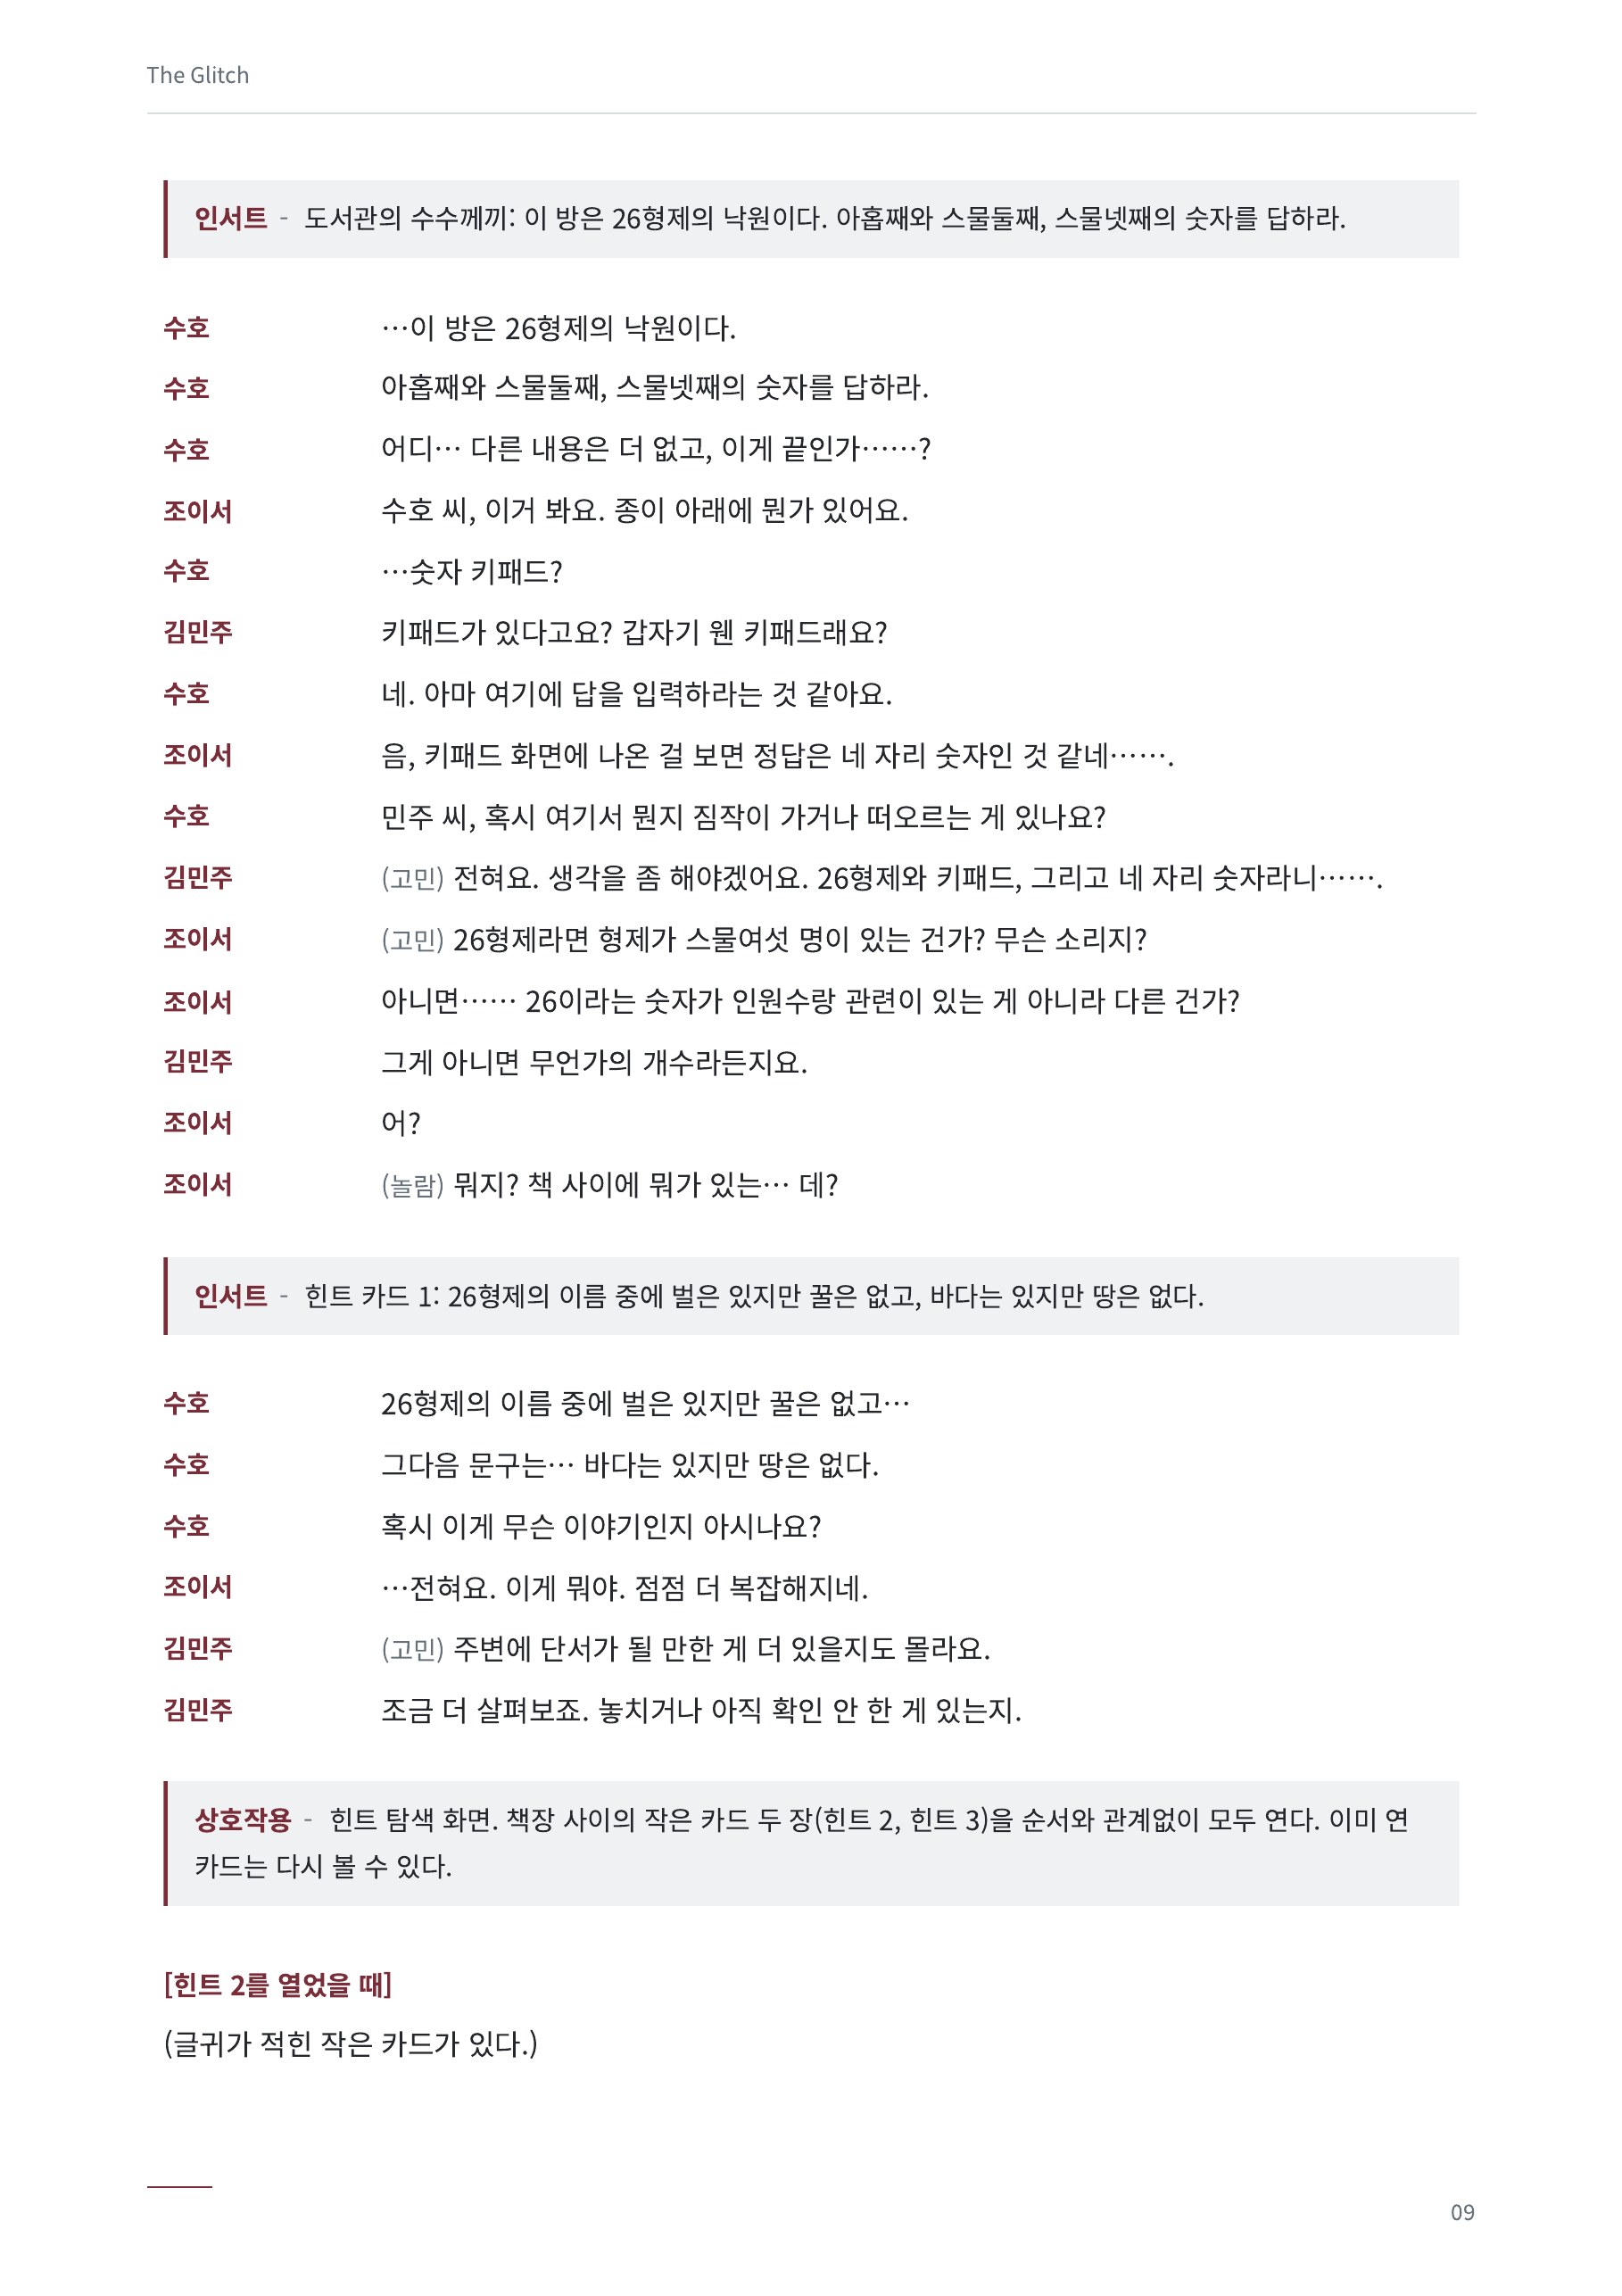 The Glitch
인서트 - 도서관의 수수께끼: 이 방은 26형제의 낙원이다. 아홉째와 스물둘째, 스물넷째의 숫자를 답하라.
수호 …이 방은 26형제의 낙원이다.
수호 아홉째와 스물둘째, 스물넷째의 숫자를 답하라.
수호 어디… 다른 내용은 더 없고, 이게 끝인가……?
조이서 수호 씨, 이거 봐요. 종이 아래에 뭔가 있어요.
수호 …숫자 키패드?
김민주 키패드가 있다고요? 갑자기 웬 키패드래요?
수호 네. 아마 여기에 답을 입력하라는 것 같아요.
조이서 음, 키패드 화면에 나온 걸 보면 정답은 네 자리 숫자인 것 같네…….
수호 민주 씨, 혹시 여기서 뭔지 짐작이 가거나 떠오르는 게 있나요?
김민주 (고민) 전혀요. 생각을 좀 해야겠어요. 26형제와 키패드, 그리고 네 자리 숫자라니…….
조이서 (고민) 26형제라면 형제가 스물여섯 명이 있는 건가? 무슨 소리지?
조이서 아니면…… 26이라는 숫자가 인원수랑 관련이 있는 게 아니라 다른 건가?
김민주 그게 아니면 무언가의 개수라든지요.
조이서 어?
조이서 (놀람) 뭐지? 책 사이에 뭐가 있는… 데?
인서트 - 힌트 카드 1: 26형제의 이름 중에 벌은 있지만 꿀은 없고, 바다는 있지만 땅은 없다.
수호 26형제의 이름 중에 벌은 있지만 꿀은 없고…
수호 그다음 문구는… 바다는 있지만 땅은 없다.
수호 혹시 이게 무슨 이야기인지 아시나요?
조이서 …전혀요. 이게 뭐야. 점점 더 복잡해지네.
김민주 (고민) 주변에 단서가 될 만한 게 더 있을지도 몰라요.
김민주 조금 더 살펴보죠. 놓치거나 아직 확인 안 한 게 있는지.
상호작용 - 힌트 탐색 화면. 책장 사이의 작은 카드 두 장(힌트 2, 힌트 3)을 순서와 관계없이 모두 연다. 이미 연
카드는 다시 볼 수 있다.
[힌트 2를 열었을 때]
(글귀가 적힌 작은 카드가 있다.)
09